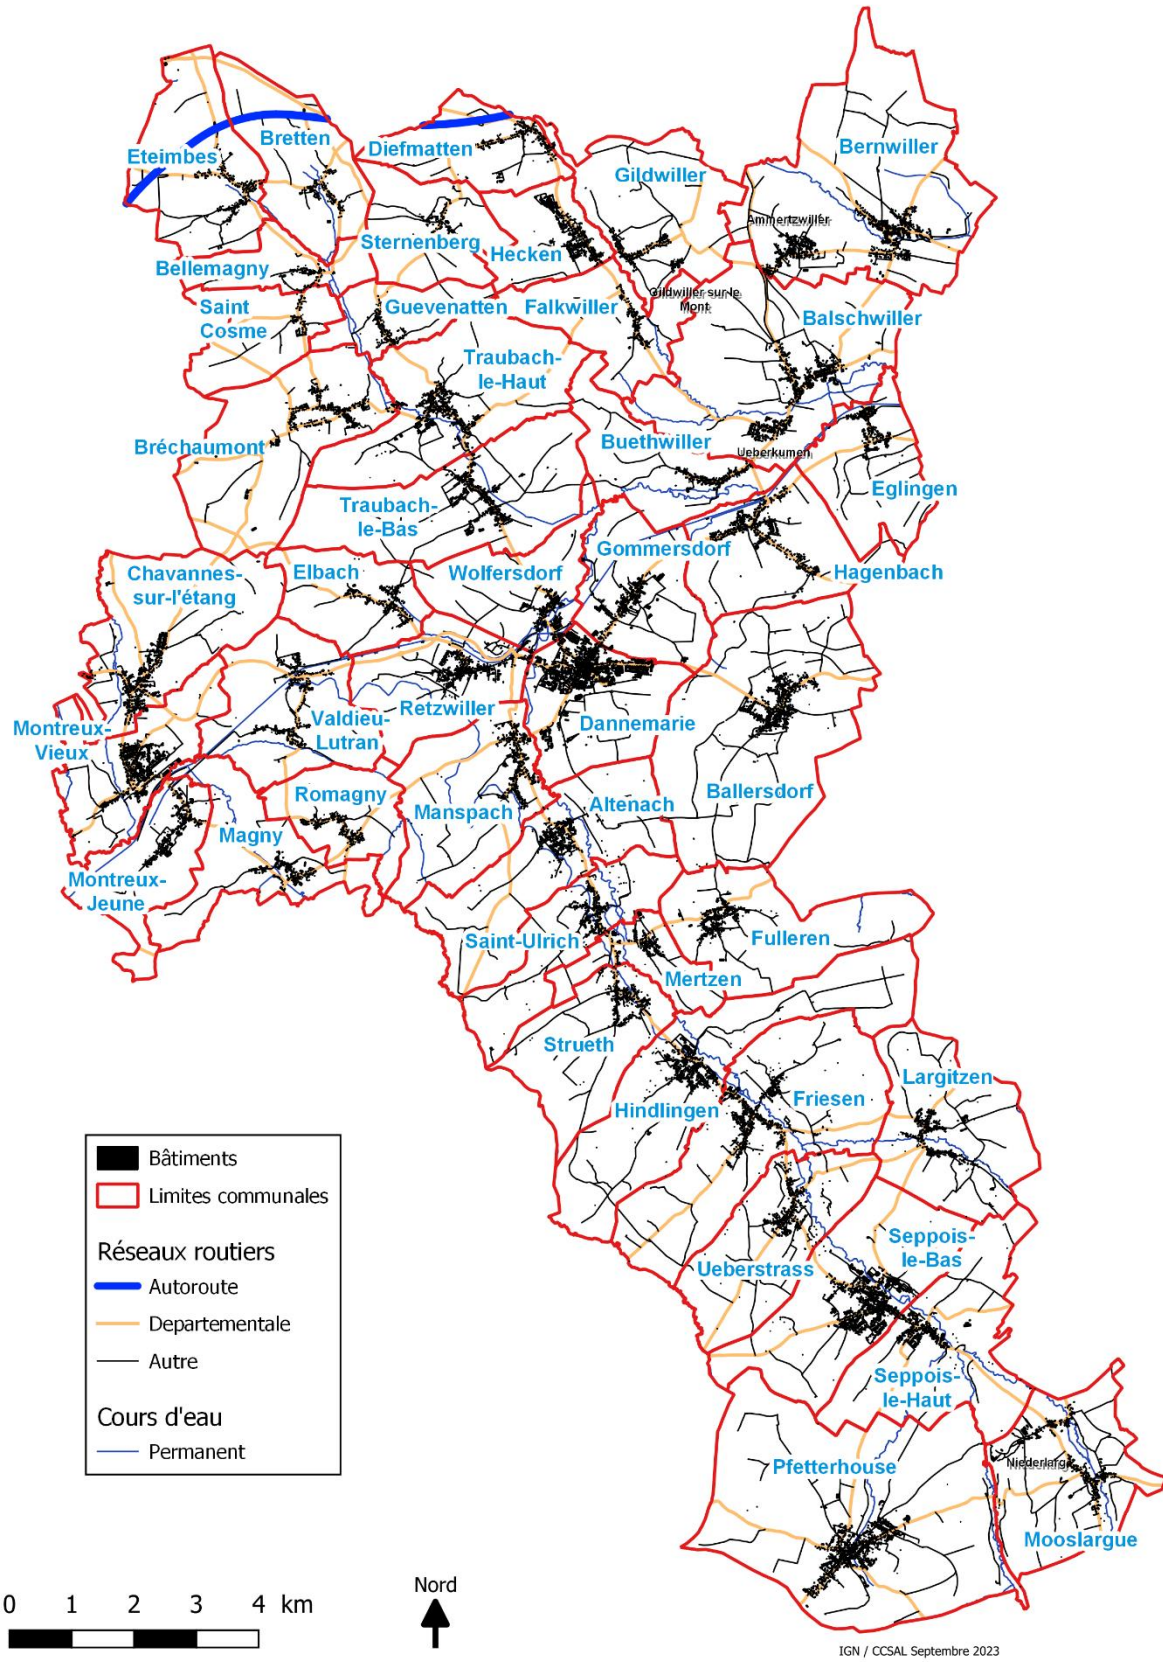 Bernwiller
Bretten
Diefmatten
Eteimbes
Gildwiller
Ammertzwiller
Sternenberg
Hecken
Bellemagny
Gildwiller sur le
Mont
Saint
Cosme
Guevenatten
Falkwiller
Balschwiller
Traubach-
le-Haut
Bréchaumont
Buethwiller
Ueberkumen
Eglingen
Traubach-
le-Bas
Gommersdorf
Chavannes-
sur-l'étang
Elbach
Wolfersdorf
Hagenbach
Montreux-
Vieux
Valdieu-
Lutran
Retzwiller
Dannemarie
Romagny
Manspach
Altenach
Ballersdorf
Magny
Montreux-
Jeune
Saint-Ulrich
Fulleren
Mertzen
Strueth
Hindlingen
Friesen
Largitzen
Ueberstrass
Seppois-
le-Bas
Seppois-
le-Haut
Pfetterhouse
Mooslargue
Bâtiments
Limites communales
Réseaux routiers
Autoroute
Departementale
Autre
Cours d'eau
Permanent
0 1 2 3 4 km
Nord
IGN / CCSAL Septembre 2023